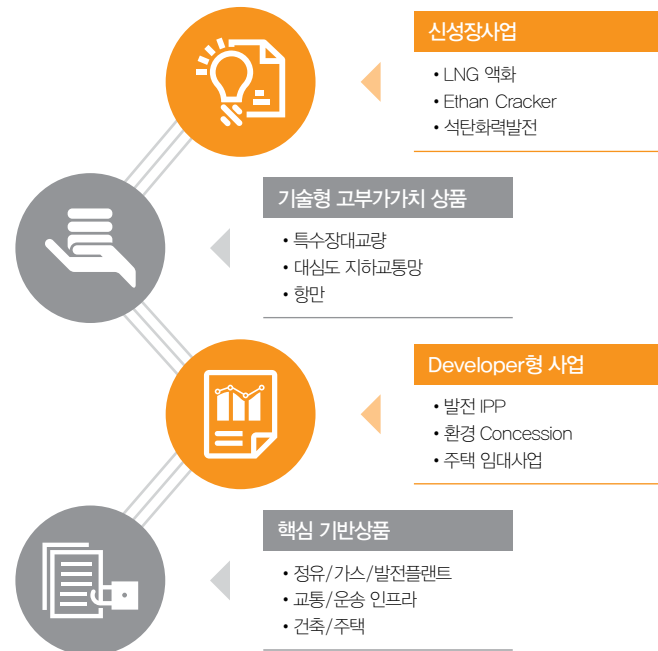 신성장사업
• LNG 액화
• Ethan Cracker
• 석탄화력발전
기술형 고부가가치 상품
• 특수장대교량
• 대심도 지하교통망
• 항만
Developer형 사업
• 발전 IPP
• 환경 Concession
• 주택 임대사업
핵심 기반상품
• 정유/가스/발전플랜트
• 교통/운송 인프라
• 건축/주택